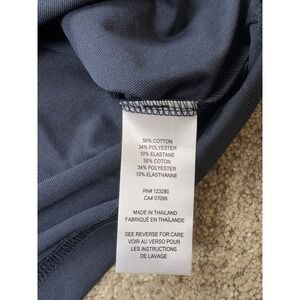 56% COTTON
34% POLYESTER
10% ELASTANE
56% COTON
34% POLYESTER
10% ÉLASTHANNE
RN# 123280
CA# 07099
MADE IN THAILAND
FABRIQUÉ EN THAÏLANDE
SEE REVERSE FOR CARE
VOIR AU VERSO POUR
LES INSTRUCTIONS
DE LAVAGE